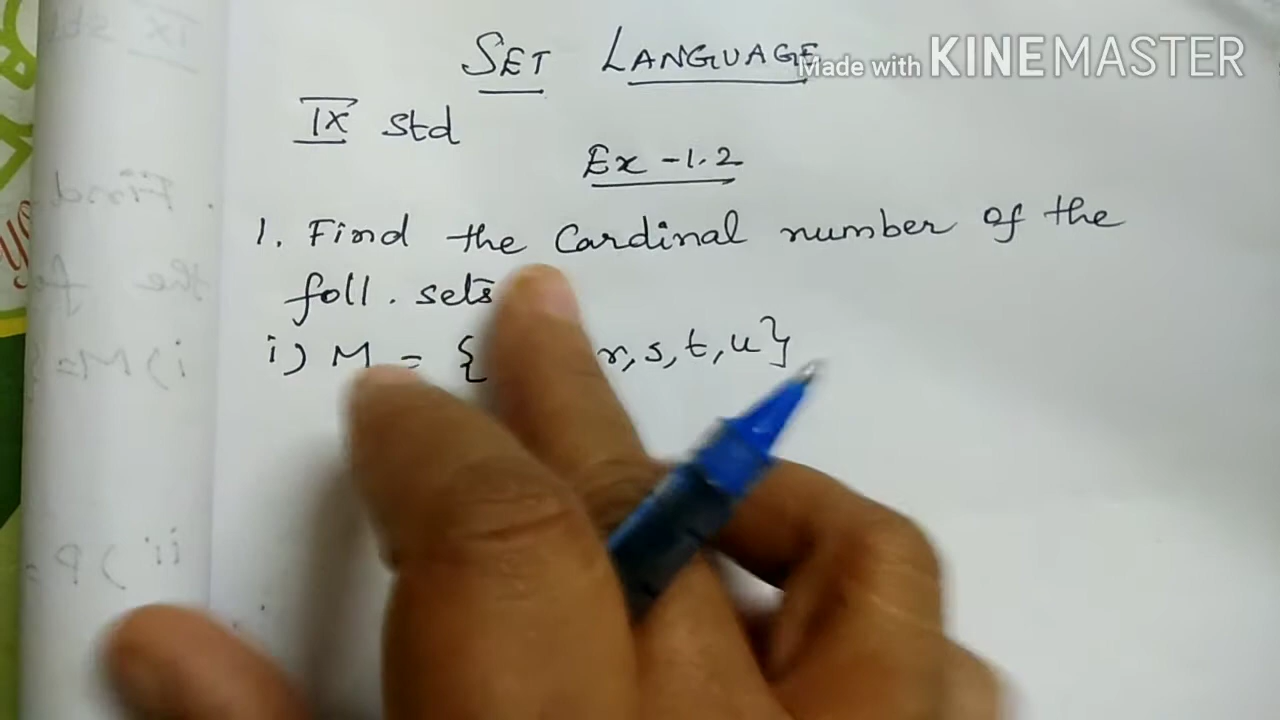 SET LANGUAGE
Made with KINEMASTER
IX std
Ex - 1.2
1. Find the Cardinal number of the
foll. sets
i) M = { r, s, t, u}